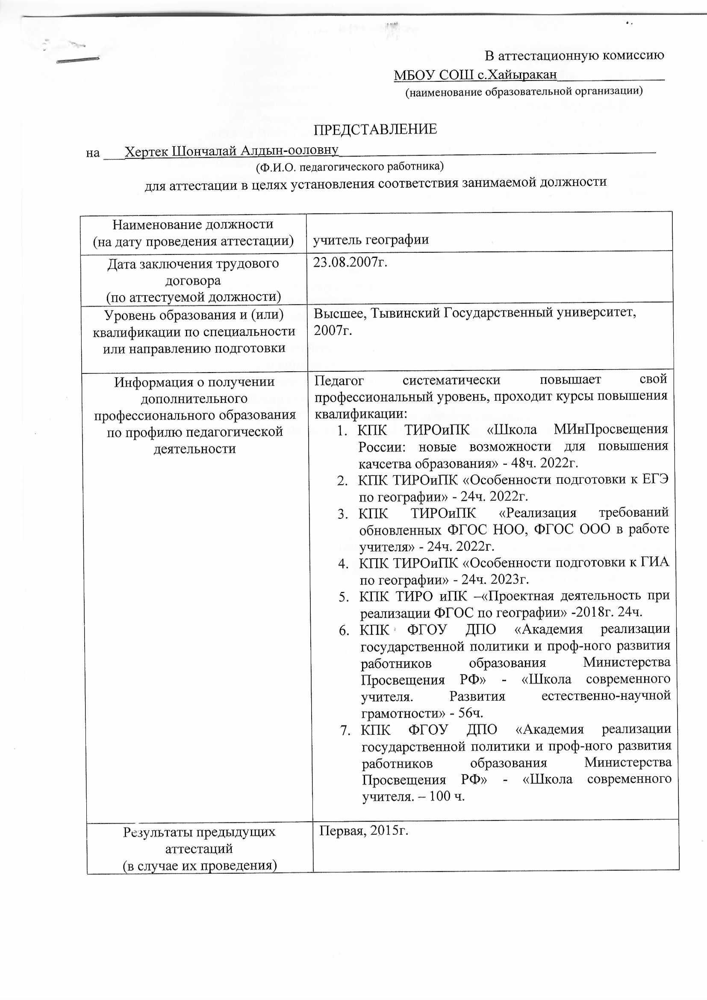 В аттестационную комиссию
МБОУ СОШ с.Хайыракан
(наименование образовательной организации)
ПРЕДСТАВЛЕНИЕ
на Хертек Шончалай Алдын-ооловну
(Ф.И.О. педагогического работника)
для аттестации в целях установления соответствия занимаемой должности
Наименование должности
(на дату проведения аттестации)
учитель географии
Дата заключения трудового
договора
(по аттестуемой должности)
23.08.2007г.
Уровень образования и (или)
квалификации по специальности
или направлению подготовки
Высшее, Тывинский Государственный университет,
2007г.
Информация о получении
дополнительного
профессионального образования
по профилю педагогической
деятельности
Педагог систематически повышает свой
профессиональный уровень, проходит курсы повышения
квалификации:
1. КПК ТИРОиПК «Школа МИнПросвещения
России: новые возможности для повышения
качсетва образования» - 48ч. 2022г.
2. КПК ТИРОиПК «Особенности подготовки к ЕГЭ
по географии» - 24ч. 2022г.
3. КПК ТИРОиПК «Реализация требований
обновленных ФГОС НОО, ФГОС ООО в работе
учителя» - 24ч. 2022г.
4. КПК ТИРОиПК «Особенности подготовки к ГИА
по географии» - 24ч. 2023г.
5. КПК ТИРО иПК –«Проектная деятельность при
реализации ФГОС по географии» -2018г. 24ч.
6. КПК ФГОУ ДПО «Академия реализации
государственной политики и проф-ного развития
работников образования Министерства
Просвещения РФ» - «Школа современного
учителя. Развития естественно-научной
грамотности» - 56ч.
7. КПК ФГОУ ДПО «Академия реализации
государственной политики и проф-ного развития
работников образования Министерства
Просвещения РФ» - «Школа современного
учителя. – 100 ч.
Результаты предыдущих
аттестаций
(в случае их проведения)
Первая, 2015г.